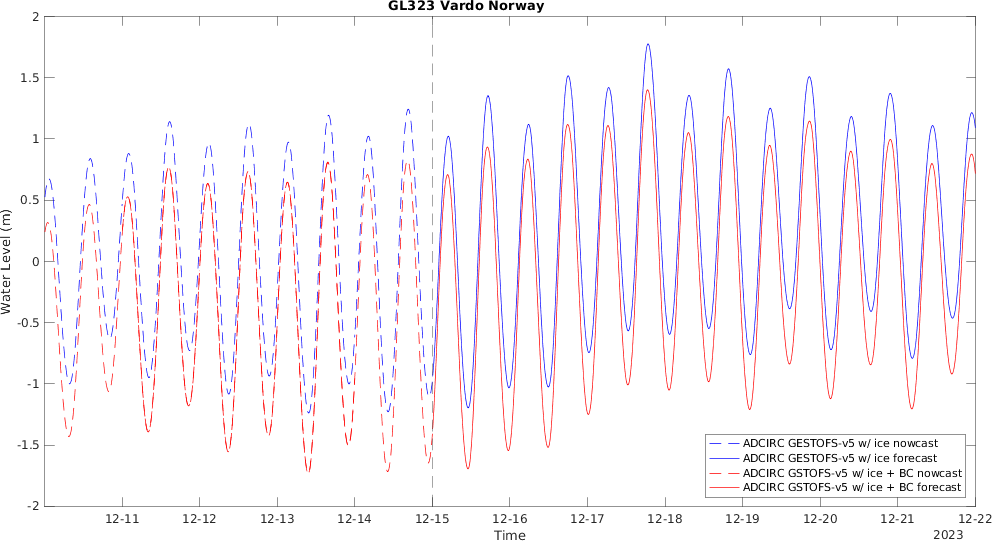 GL323 Vardo Norway
Water Level (m)
2
1.5
1
0.5
0
-0.5
-1
-1.5
-2
ADCIRC GESTOFS-v5 w/ ice nowcast
ADCIRC GESTOFS-v5 w/ ice forecast
ADCIRC GSTOFS-v5 w/ ice + BC nowcast
ADCIRC GSTOFS-v5 w/ ice + BC forecast
12-11 12-12 12-13 12-14 12-15 12-16 12-17 12-18 12-19 12-20 12-21 12-22
Time
2023